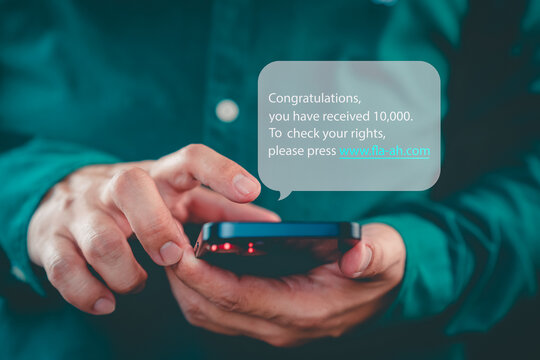 Congratulations,
you have received 10,000.
To check your rights,
please press www.fla-ah.com